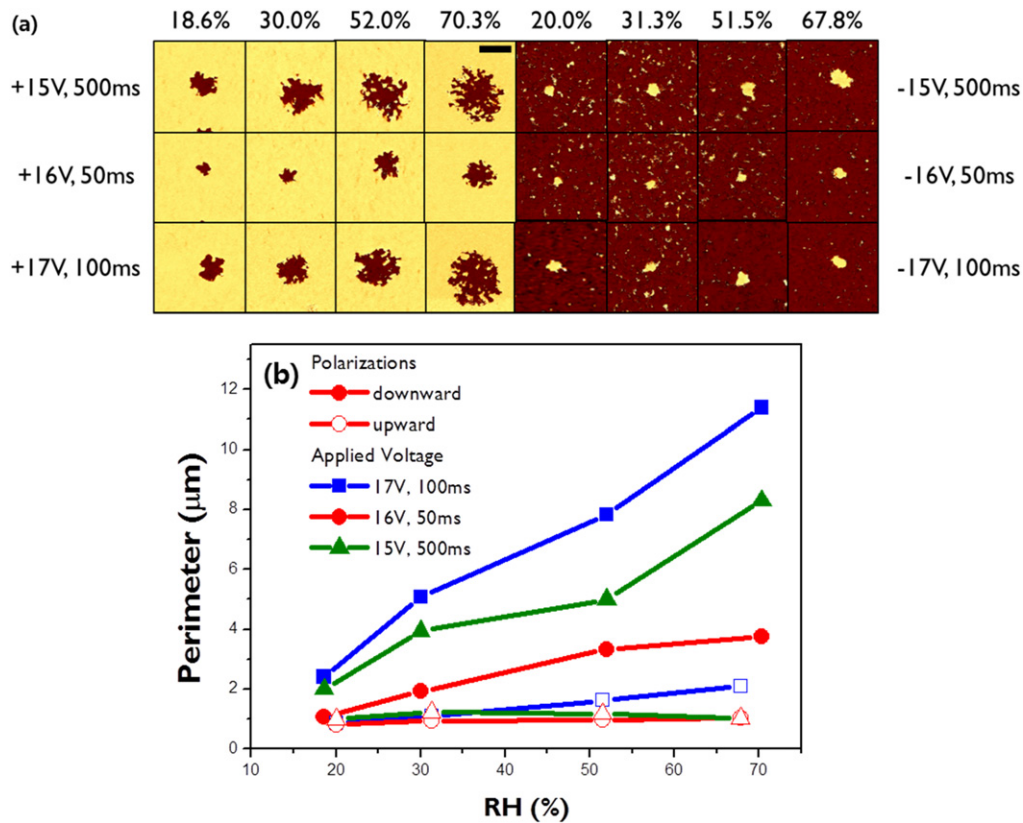 (a) 18.6% 30.0% 52.0% 70.3% 20.0% 31.3% 51.5% 67.8%
+15V, 500ms -15V, 500ms
+16V, 50ms -16V, 50ms
+17V, 100ms -17V, 100ms
(b)
Polarizations
downward
upward
Applied Voltage
17V, 100ms
16V, 50ms
15V, 500ms
Perimeter (μm)
12
10
8
6
4
2
0
10 20 30 40 50 60 70
RH (%)